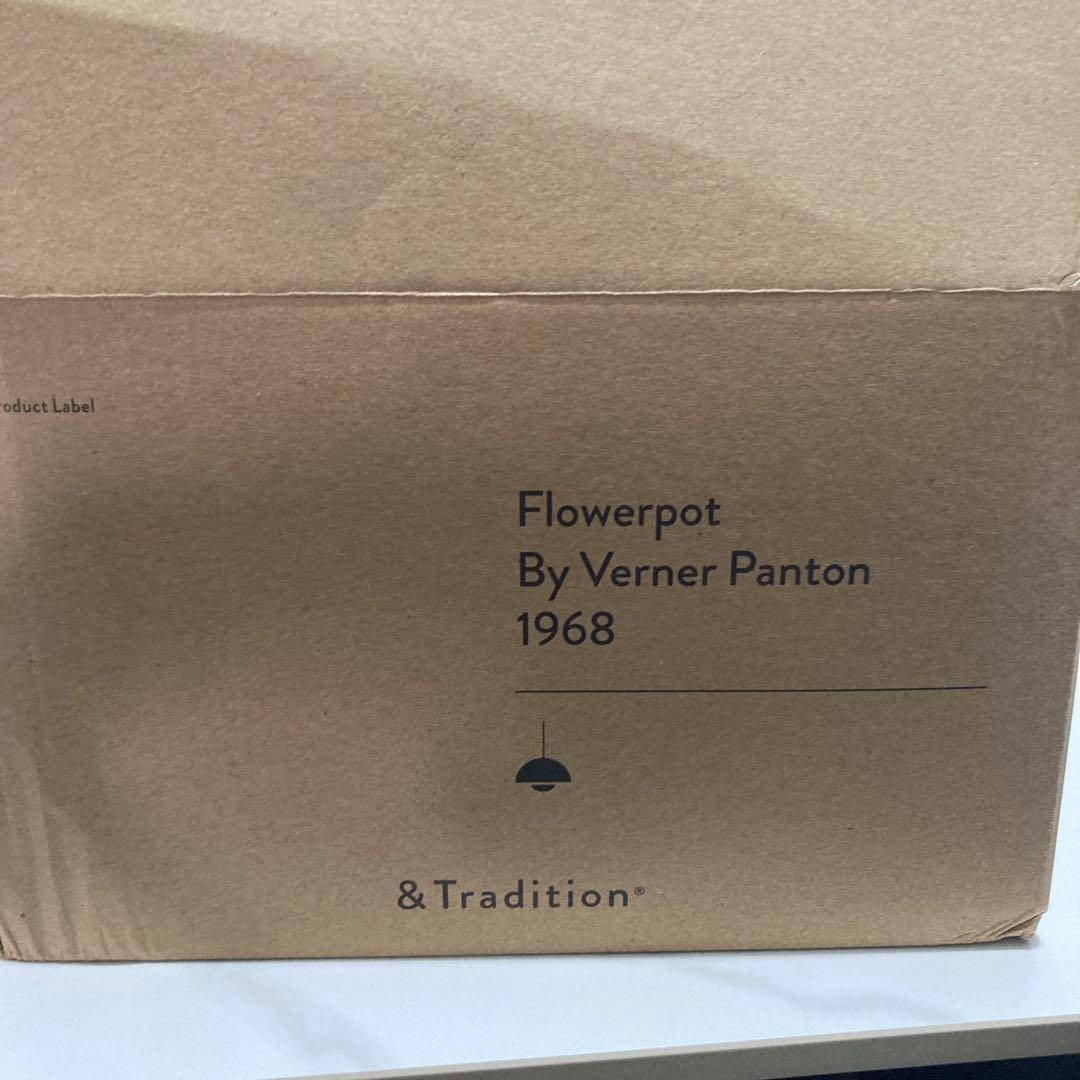 roduct Label
Flowerpot
By Verner Panton
1968
&Tradition®